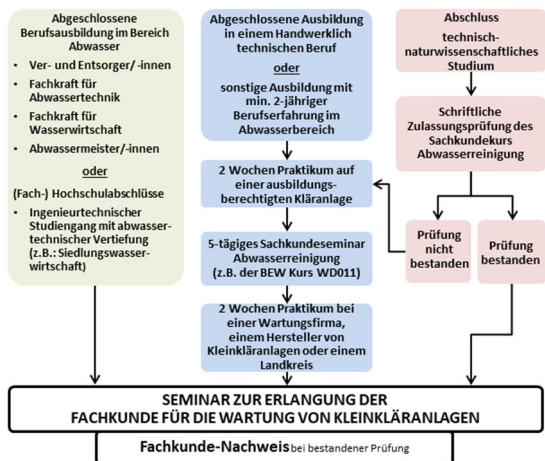 Abgeschlossene
Berufsausbildung im Bereich
Abwasser
• Ver- und Entsorger/-innen
• Fachkraft für
Abwassertechnik
• Fachkraft für
Wasserwirtschaft
• Abwassermeister/-innen
oder
(Fach-) Hochschulabschlüsse
• Ingenieurtechnischer
Studiengang mit abwasser-
technischer Vertiefung
(z.B.: Siedlungswasser-
wirtschaft)
Abgeschlossene Ausbildung
in einem Handwerklich
technischen Beruf
oder
sonstige Ausbildung mit
min. 2-jähriger
Berufserfahrung im
Abwasserbereich
2 Wochen Praktikum auf
einer ausbildungs-
berechtigten Kläranlage
5-tägiges Sachkundeseminar
Abwasserreinigung
(z.B. der BEW Kurs WD011)
2 Wochen Praktikum bei
einer Wartungsfirma,
einem Hersteller von
Kleinkläranlagen oder einem
Landkreis
Abschluss
technisch-
naturwissenschaftliches
Studium
Schriftliche
Zulassungsprüfung des
Sachkundekurs
Abwasserreinigung
Prüfung
nicht
bestanden
Prüfung
bestanden
SEMINAR ZUR ERLANGUNG DER
FACHKUNDE FÜR DIE WARTUNG VON KLEINKLÄRANLAGEN
Fachkunde-Nachweis bei bestandener Prüfung